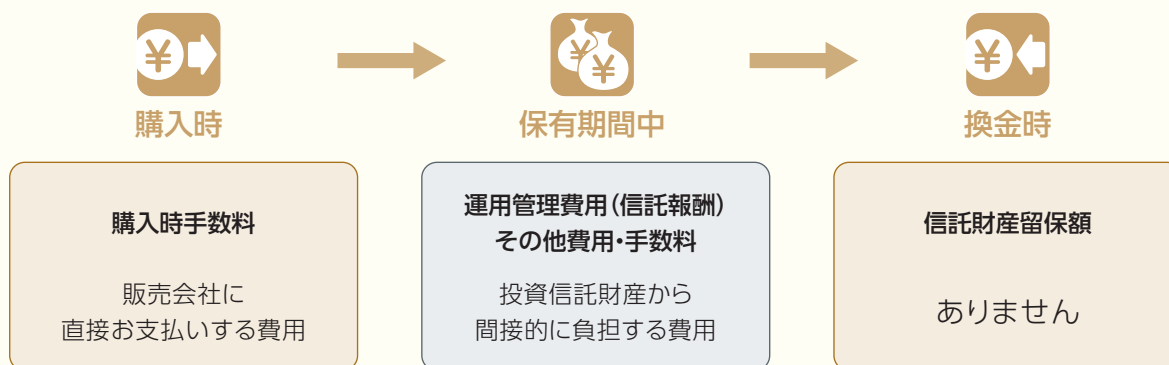 購入時
保有期間中
換金時
購入時手数料
販売会社に
直接お支払いする費用
運用管理費用(信託報酬)
その他費用・手数料
投資信託財産から
間接的に負担する費用
信託財産留保額
ありません